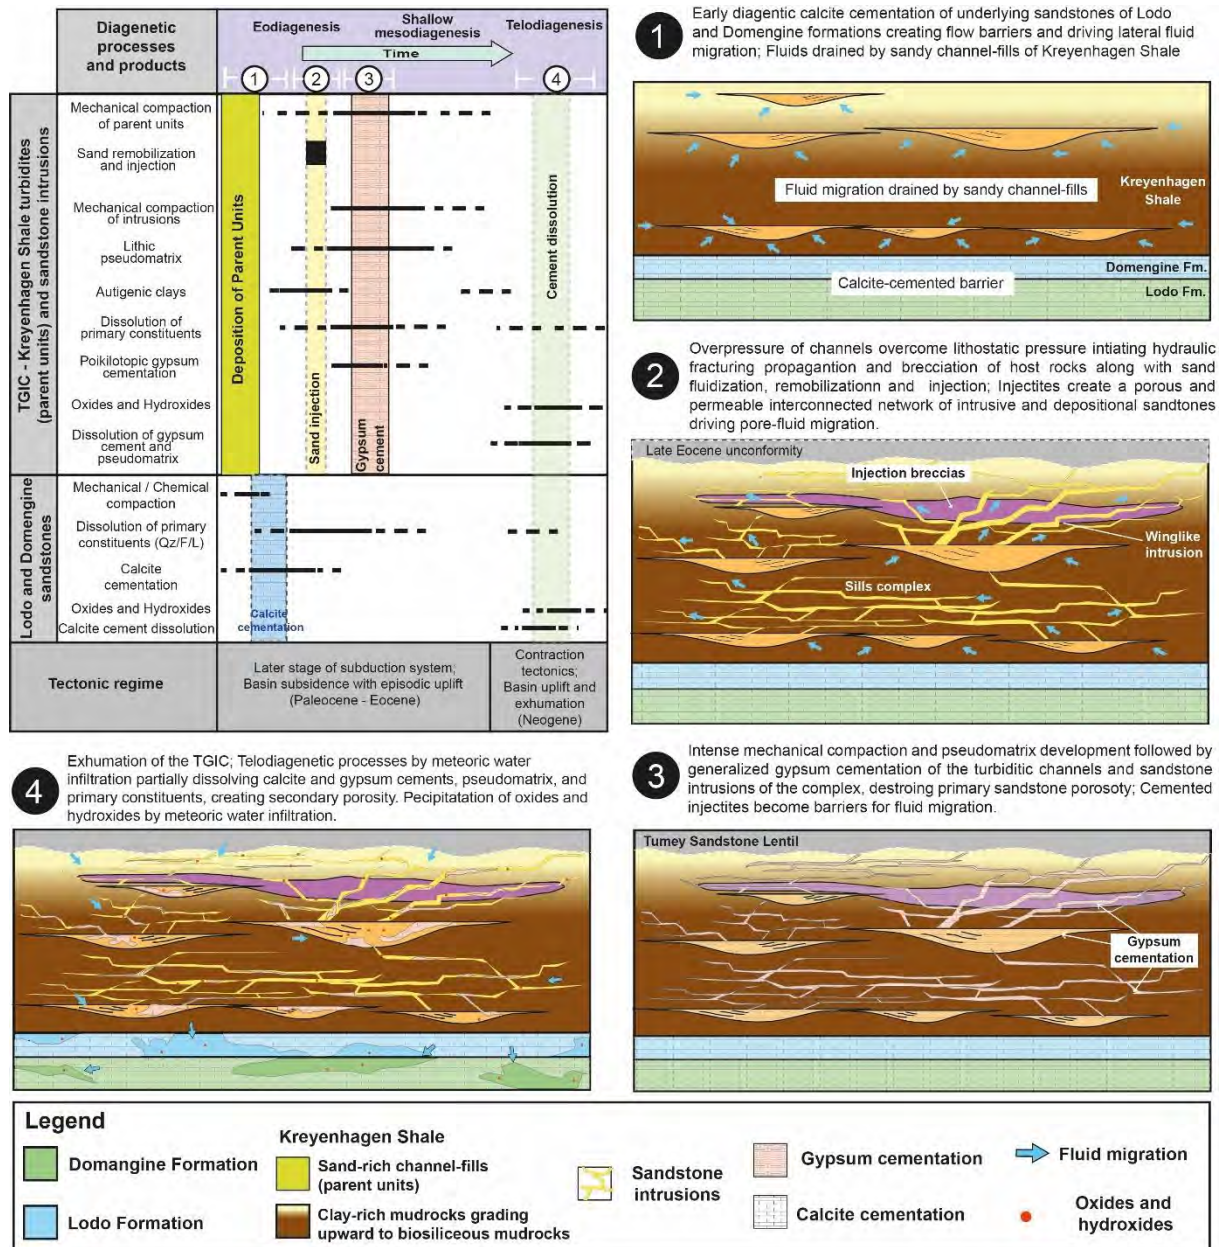 Diagenetic
processes
and products
Eodiagenesis
Shallow
mesodiagenesis
Telodiagenesis
Time
1
2
3
4
TGIC - Kreyenhagen Shale turbidites
(parent units) and sandstone intrusions
Mechanical compaction
of parent units
Sand remobilization
and injection
Mechanical compaction
of intrusions
Lithic
pseudomatrix
Autigenic clays
Dissolution of
primary constituents
Poikilotopic gypsum
cementation
Oxides and Hydroxides
Dissolution of gypsum
cement and
pseudomatrix
Deposition of Parent Units
Sand injection
Gypsum
cement
Cement dissolution
Lodo and Domengine
sandstones
Mechanical / Chemical
compaction
Dissolution of primary
constituents (Qz/F/L)
Calcite
cementation
Oxides and Hydroxides
Calcite cement dissolution
Calcite
cementation
Tectonic regime
Later stage of subduction system;
Basin subsidence with episodic uplift
(Paleocene - Eocene)
Contraction
tectonics;
Basin uplift and
exhumation
(Neogene)
1
Early diagentic calcite cementation of underlying sandstones of Lodo
and Domengine formations creating flow barriers and driving lateral fluid
migration; Fluids drained by sandy channel-fills of Kreyenhagen Shale
Fluid migration drained by sandy channel-fills
Kreyenhagen
Shale
Domengine Fm.
Calcite-cemented barrier
Lodo Fm.
2
Overpressure of channels overcome lithostatic pressure intiating hydraulic
fracturing propagantion and brecciation of host rocks along with sand
fluidization, remobilizationn and injection; Injectites create a porous and
permeable interconnected network of intrusive and depositional sandtones
driving pore-fluid migration.
Late Eocene unconformity
Injection breccias
Winglike
intrusion
Sills complex
4
Exhumation of the TGIC; Telodiagenetic processes by meteoric water
infiltration partially dissolving calcite and gypsum cements, pseudomatrix, and
primary constituents, creating secondary porosity. Pecipitatation of oxides and
hydroxides by meteoric water infiltration.
3
Intense mechanical compaction and pseudomatrix development followed by
generalized gypsum cementation of the turbiditic channels and sandstone
intrusions of the complex, destroing primary sandstone porosoty; Cemented
injectites become barriers for fluid migration.
Tumey Sandstone Lentil
Gypsum
cementation
Legend
Domangine Formation
Lodo Formation
Kreyenhagen Shale
Sand-rich channel-fills
(parent units)
Clay-rich mudrocks grading
upward to biosiliceous mudrocks
Sandstone
intrusions
Gypsum cementation
Calcite cementation
Fluid migration
Oxides and
hydroxides